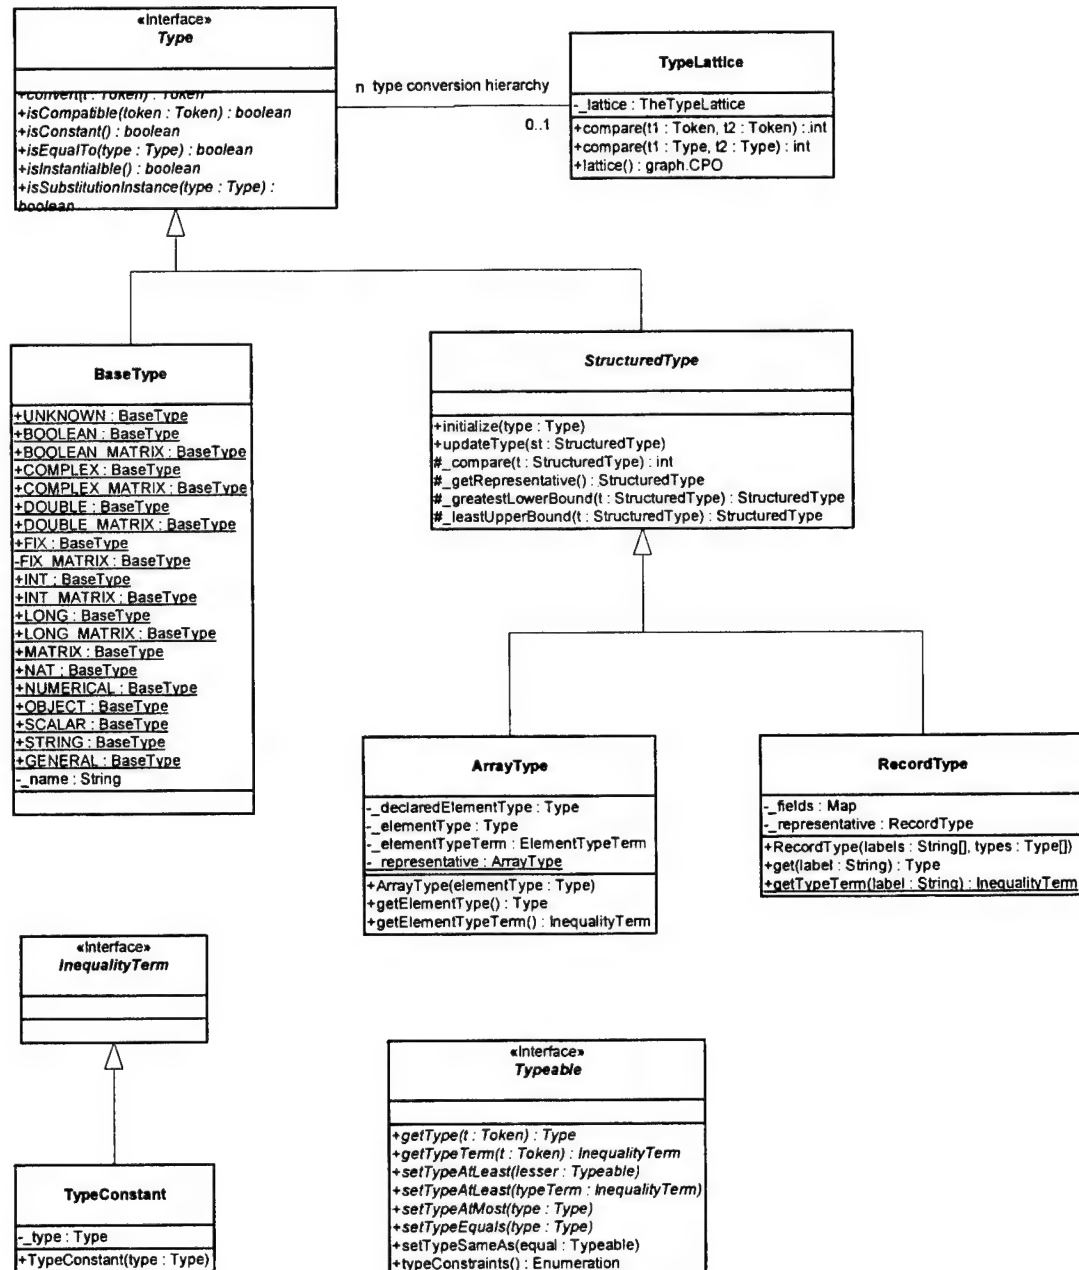 «Interface»
Type
+convert(t : Token) : Token
+isCompatible(token : Token) : boolean
+isConstant() : boolean
+isEqualTo(type : Type) : boolean
+isInstantialble() : boolean
+isSubstitutionInstance(type : Type) :
boolean
n type conversion hierarchy
0..1
TypeLattice
-_lattice : TheTypeLattice
+compare(t1 : Token, t2 : Token) : int
+compare(t1 : Type, t2 : Type) : int
+lattice() : graph.CPO
BaseType
+UNKNOWN : BaseType
+BOOLEAN : BaseType
+BOOLEAN_MATRIX : BaseType
+COMPLEX : BaseType
+COMPLEX_MATRIX : BaseType
+DOUBLE : BaseType
+DOUBLE_MATRIX : BaseType
+FIX : BaseType
-FIX_MATRIX : BaseType
+INT : BaseType
+INT_MATRIX : BaseType
+LONG : BaseType
+LONG_MATRIX : BaseType
+MATRIX : BaseType
+NAT : BaseType
+NUMERICAL : BaseType
+OBJECT : BaseType
+SCALAR : BaseType
+STRING : BaseType
+GENERAL : BaseType
-_name : String
StructuredType
+initialize(type : Type)
+updateType(st : StructuredType)
#_compare(t : StructuredType) : int
#_getRepresentative() : StructuredType
#_greatestLowerBound(t : StructuredType) : StructuredType
#_leastUpperBound(t : StructuredType) : StructuredType
ArrayType
-_declaredElementType : Type
-_elementType : Type
-_elementTypeTerm : ElementTypeTerm
-_representative : ArrayType
+ArrayType(elementType : Type)
+getElementType() : Type
+getElementTypeTerm() : InequalityTerm
RecordType
-_fields : Map
-_representative : RecordType
+RecordType(labels : String[], types : Type[])
+get(label : String) : Type
+getTypeTerm(label : String) : InequalityTerm
«Interface»
InequalityTerm
TypeConstant
-_type : Type
+TypeConstant(type : Type)
«Interface»
Typeable
+getType(t : Token) : Type
+getTypeTerm(t : Token) : InequalityTerm
+setTypeAtLeast(lesser : Typeable)
+setTypeAtLeast(typeTerm : InequalityTerm)
+setTypeAtMost(type : Type)
+setTypeEquals(type : Type)
+setTypeSameAs(equal : Typeable)
+typeConstraints() : Enumeration